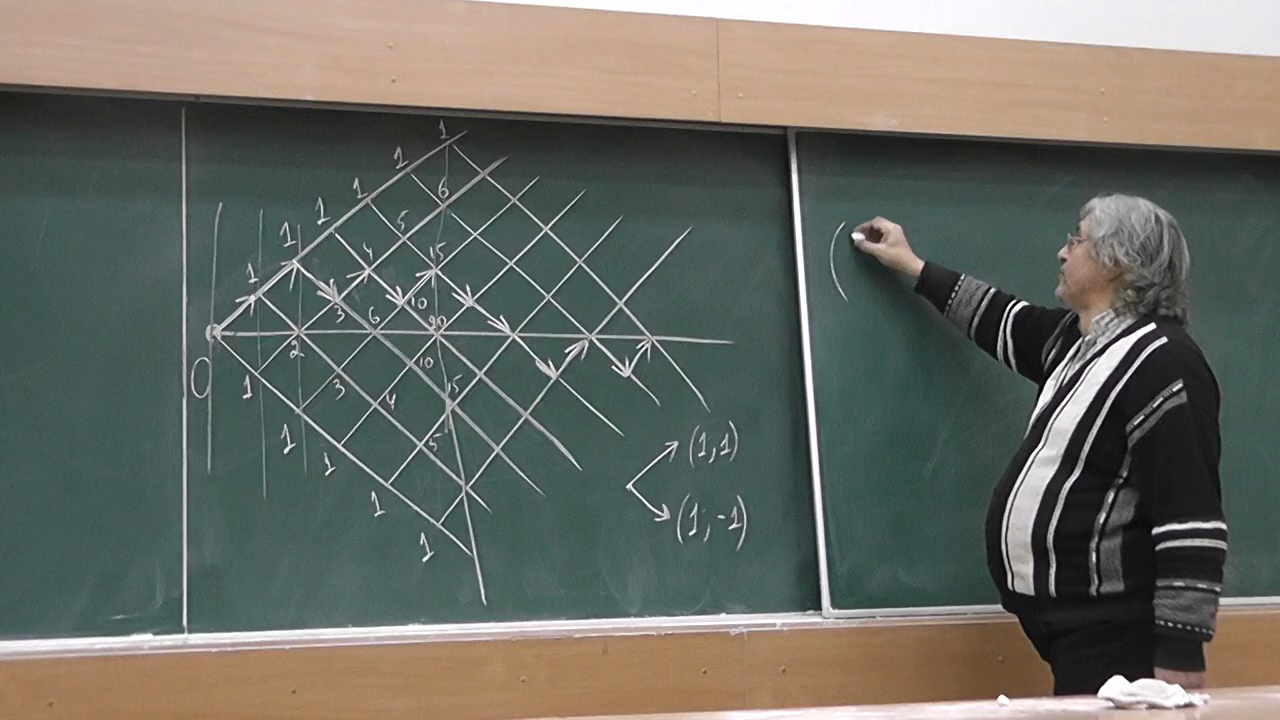 1
1 6
1 5 15
1 4 10
1 3 6 20
0 1 2
1 3 4 10 15
1 1 5
1
1
(1,1)
(1,-1)
(